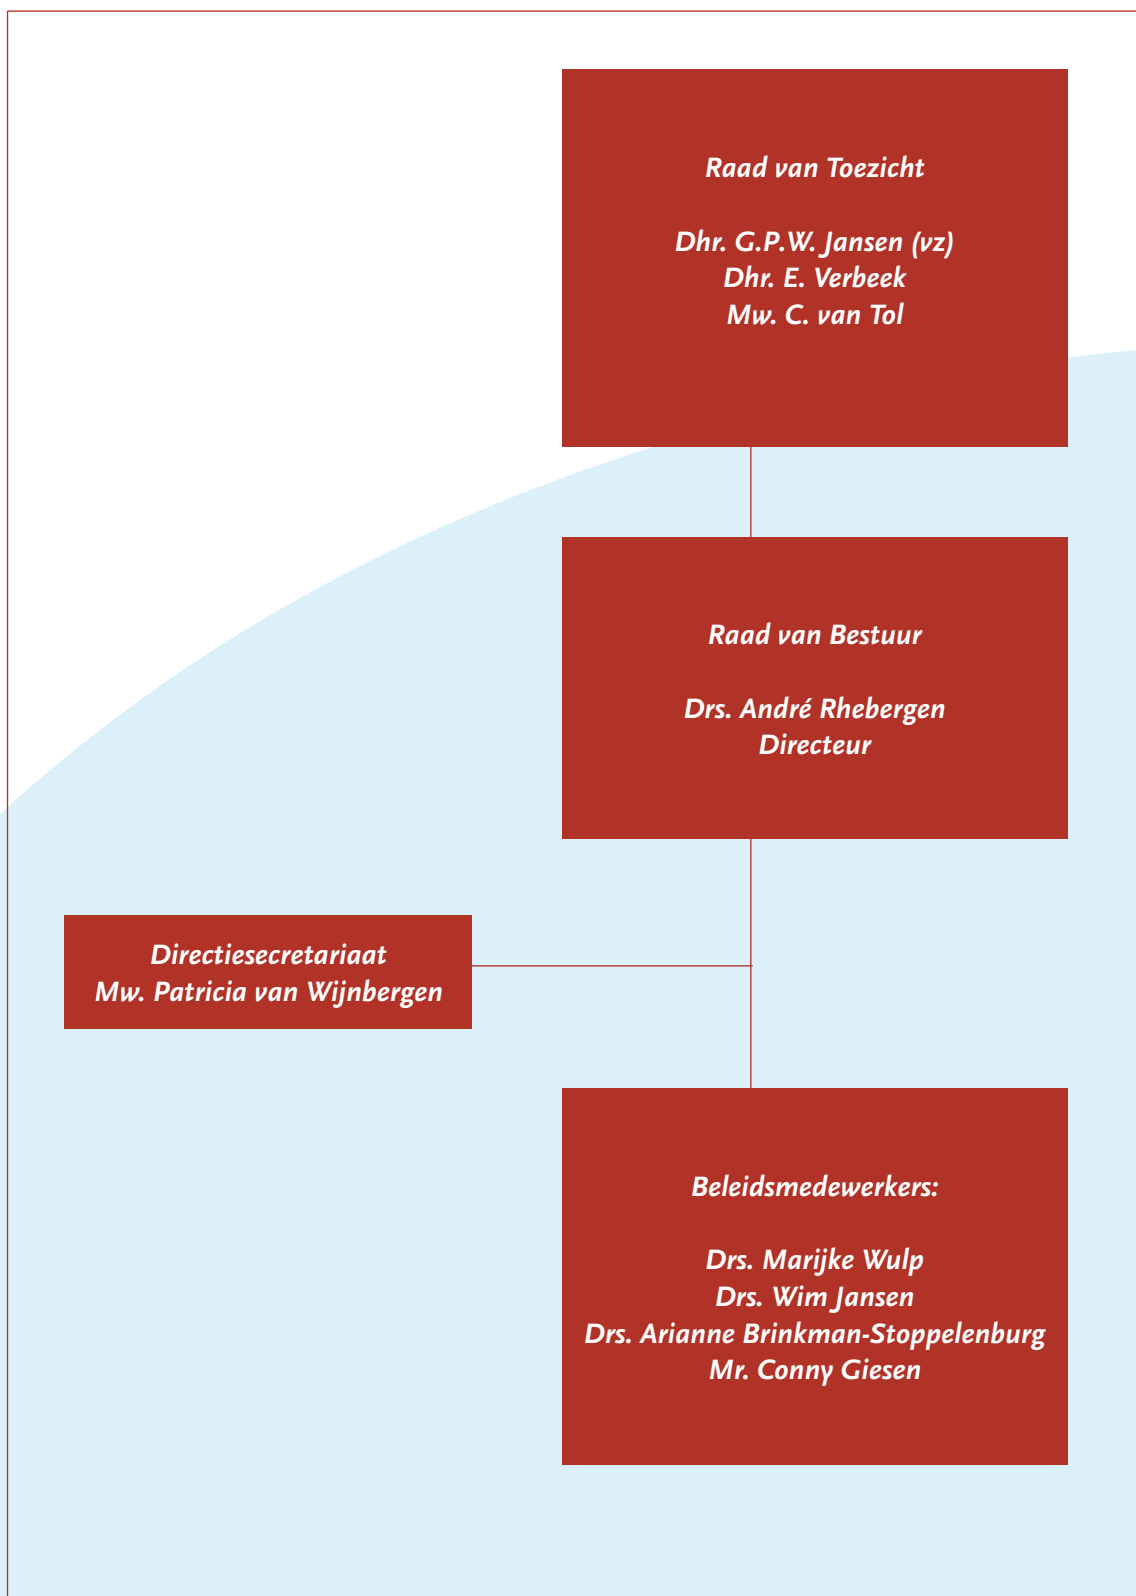 Raad van Toezicht
Dhr. G.P.W. Jansen (vz)
Dhr. E. Verbeek
Mw. C. van Tol
Raad van Bestuur
Drs. André Rhebergen
Directeur
Directiesecretariaat
Mw. Patricia van Wijnbergen
Beleidsmedewerkers:
Drs. Marijke Wulp
Drs. Wim Jansen
Drs. Arianne Brinkman-Stoppelenburg
Mr. Conny Giesen